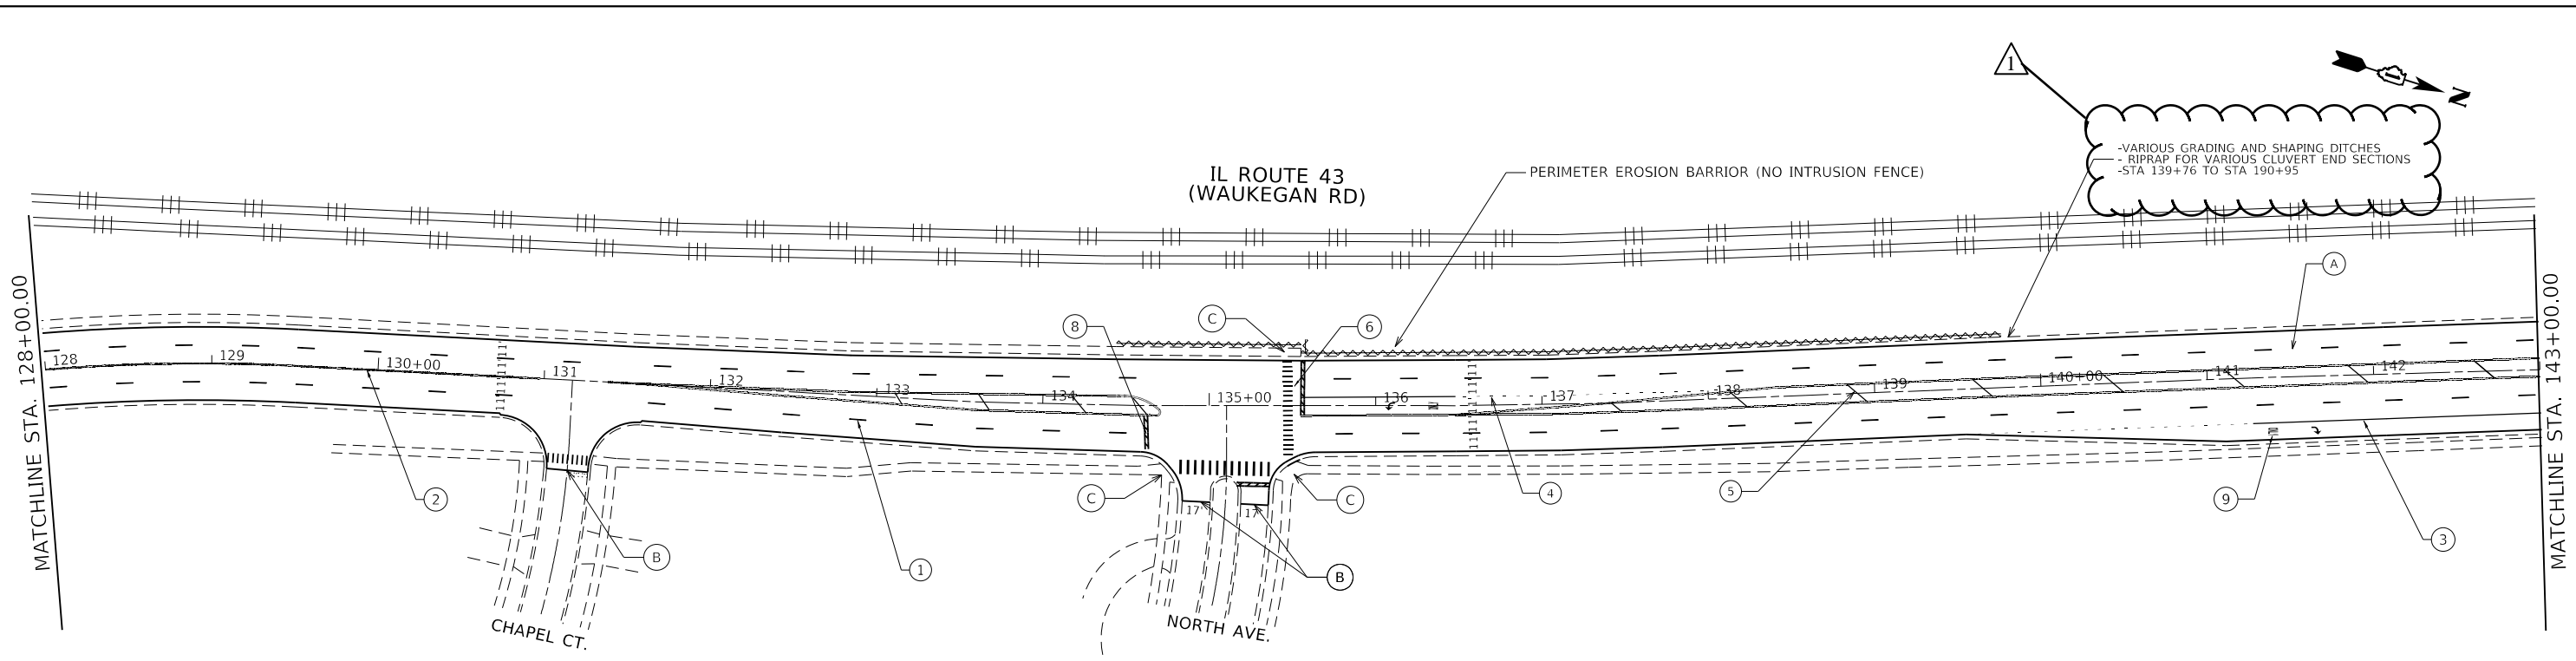 1
N
-VARIOUS GRADING AND SHAPING DITCHES
- RIPRAP FOR VARIOUS CLUVERT END SECTIONS
-STA 139+76 TO STA 190+95
IL ROUTE 43
(WAUKEGAN RD)
PERIMETER EROSION BARRIOR (NO INTRUSION FENCE)
MATCHLINE STA. 128+00.00
MATCHLINE STA. 143+00.00
A
8
C
6
128
129
130+00
131
132
133
134
135+00
136
137
138
139
140+00
141
142
2
C
C
4
5
9
3
17'
17'
B
1
B
CHAPEL CT.
NORTH AVE.